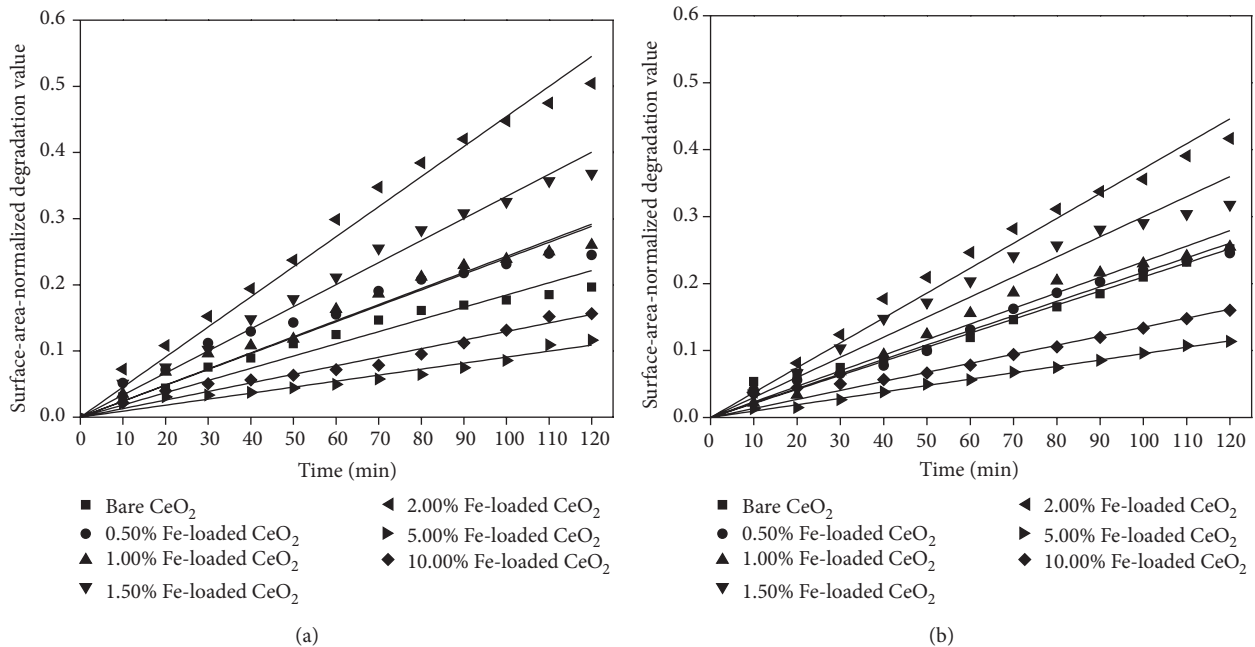 Surface-area-normalized degradation value
0.6
0.5
0.4
0.3
0.2
0.1
0.0
0 10 20 30 40 50 60 70 80 90 100 110 120
Time (min)
Bare CeO2
0.50% Fe-loaded CeO2
1.00% Fe-loaded CeO2
1.50% Fe-loaded CeO2
2.00% Fe-loaded CeO2
5.00% Fe-loaded CeO2
10.00% Fe-loaded CeO2
(a)
Surface-area-normalized degradation value
0.6
0.5
0.4
0.3
0.2
0.1
0.0
0 10 20 30 40 50 60 70 80 90 100 110 120
Time (min)
Bare CeO2
0.50% Fe-loaded CeO2
1.00% Fe-loaded CeO2
1.50% Fe-loaded CeO2
2.00% Fe-loaded CeO2
5.00% Fe-loaded CeO2
10.00% Fe-loaded CeO2
(b)